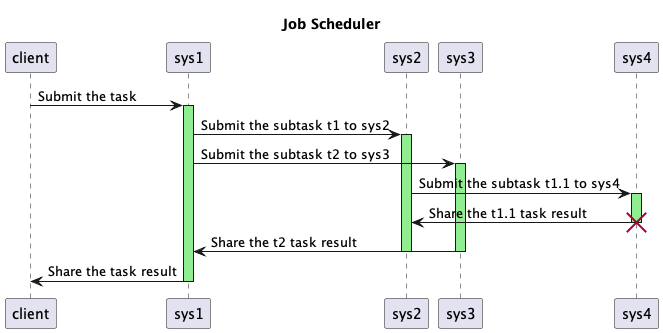 Job Scheduler
client sys1 sys2 sys3 sys4
Submit the task
Submit the subtask t1 to sys2
Submit the subtask t2 to sys3
Submit the subtask t1.1 to sys4
Share the t1.1 task result
Share the t2 task result
Share the task result
client sys1 sys2 sys3 sys4